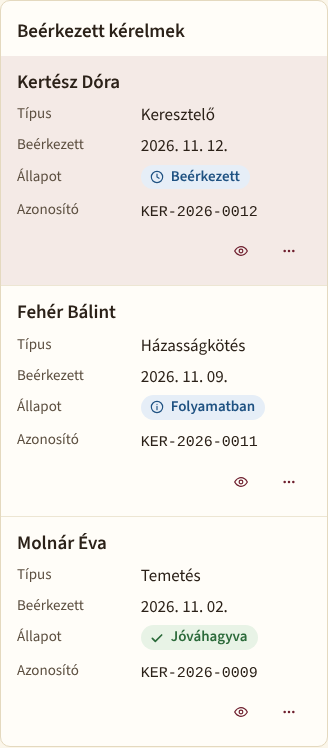 Beérkezett kérelmek
Kertész Dóra
Típus Keresztelő
Beérkezett 2026. 11. 12.
Állapot Beérkezett
Azonosító KER-2026-0012
Fehér Bálint
Típus Házasságkötés
Beérkezett 2026. 11. 09.
Állapot Folyamatban
Azonosító KER-2026-0011
Molnár Éva
Típus Temetés
Beérkezett 2026. 11. 02.
Állapot Jóváhagyva
Azonosító KER-2026-0009